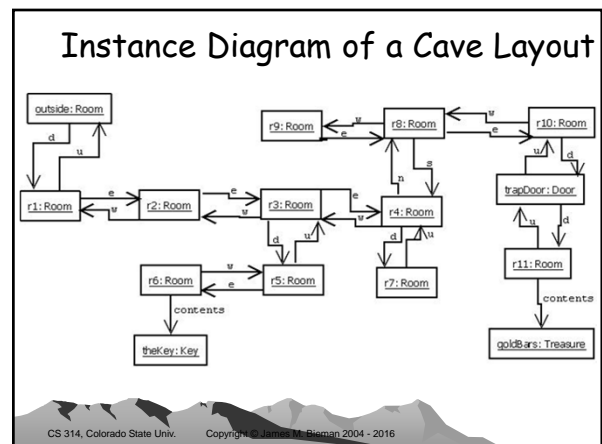 Instance Diagram of a Cave Layout
outside: Room
d
u
r9: Room
w
e
r8: Room
w
e
r10: Room
u
d
n
s
trapDoor: Door
r1: Room
e
w
r2: Room
e
w
r3: Room
e
w
r4: Room
u
d
d
u
d
u
r6: Room
w
e
r5: Room
r7: Room
r11: Room
contents
contents
theKey: Key
goldBars: Treasure
CS 314, Colorado State Univ. Copyright © James M. Bieman 2004 - 2016